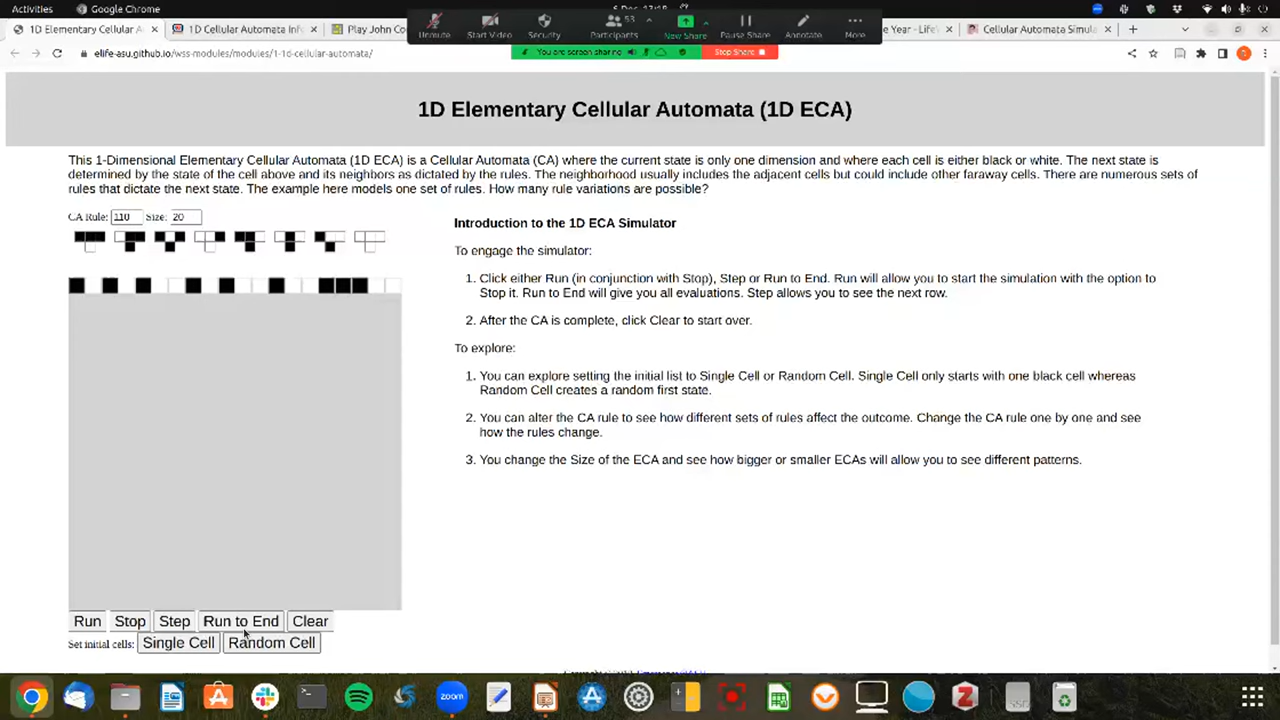 Activities Google Chrome
1D Elementary Cellular A
1D Cellular Automata Inf
Play John Co
e Year - LifeV
Cellular Automata Simula
Unmute Start Video Security Participants 53 New Share Pause Share Annotate More
elife-asu.github.io/wss-modules/modules/1-1d-cellular-automata/
You are screen sharing Stop Share
1D Elementary Cellular Automata (1D ECA)
This 1-Dimensional Elementary Cellular Automata (1D ECA) is a Cellular Automata (CA) where the current state is only one dimension and where each cell is either black or white. The next state is
determined by the state of the cell above and its neighbors as dictated by the rules. The neighborhood usually includes the adjacent cells but could include other faraway cells. There are numerous sets of
rules that dictate the next state. The example here models one set of rules. How many rule variations are possible?
CA Rule: 110 Size: 20
Introduction to the 1D ECA Simulator
To engage the simulator:
1. Click either Run (in conjunction with Stop), Step or Run to End. Run will allow you to start the simulation with the option to
Stop it. Run to End will give you all evaluations. Step allows you to see the next row.
2. After the CA is complete, click Clear to start over.
To explore:
1. You can explore setting the initial list to Single Cell or Random Cell. Single Cell only starts with one black cell whereas
Random Cell creates a random first state.
2. You can alter the CA rule to see how different sets of rules affect the outcome. Change the CA rule one by one and see
how the rules change.
3. You change the Size of the ECA and see how bigger or smaller ECAs will allow you to see different patterns.
Run Stop Step Run to End Clear
Set initial cells: Single Cell Random Cell
zoom